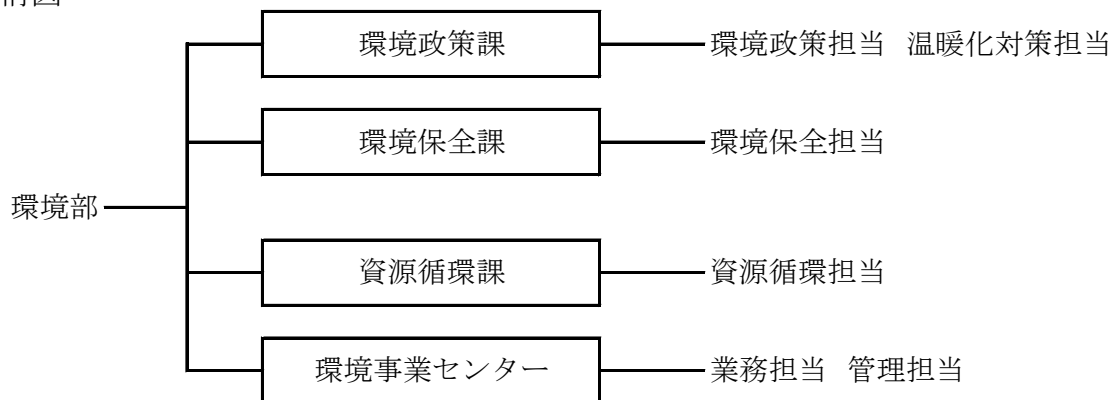 環境政策課 環境政策担当 温暖化対策担当
環境保全課 環境保全担当
環境部
資源循環課 資源循環担当
環境事業センター 業務担当 管理担当